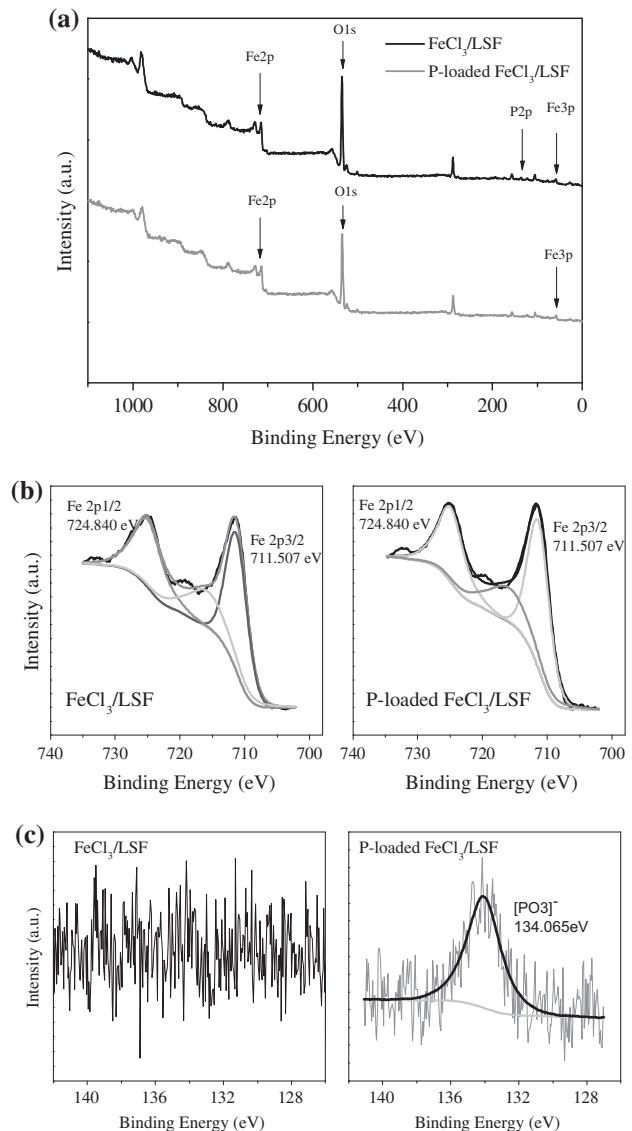 (a)
FeCl₃/LSF
P-loaded FeCl₃/LSF
O1s
Fe2p
P2p
Fe3p
O1s
Fe2p
Fe3p
Intensity (a.u.)
1000 800 600 400 200 0
Binding Energy (eV)
(b)
Fe 2p1/2
724.840 eV
Fe 2p3/2
711.507 eV
FeCl₃/LSF
Intensity (a.u.)
740 730 720 710 700
Binding Energy (eV)
Fe 2p1/2
724.840 eV
Fe 2p3/2
711.507 eV
P-loaded FeCl₃/LSF
740 730 720 710 700
Binding Energy (eV)
(c)
FeCl₃/LSF
Intensity (a.u.)
140 136 132 128
Binding Energy (eV)
P-loaded FeCl₃/LSF
[PO3]⁻
134.065eV
140 136 132 128
Binding Energy (eV)